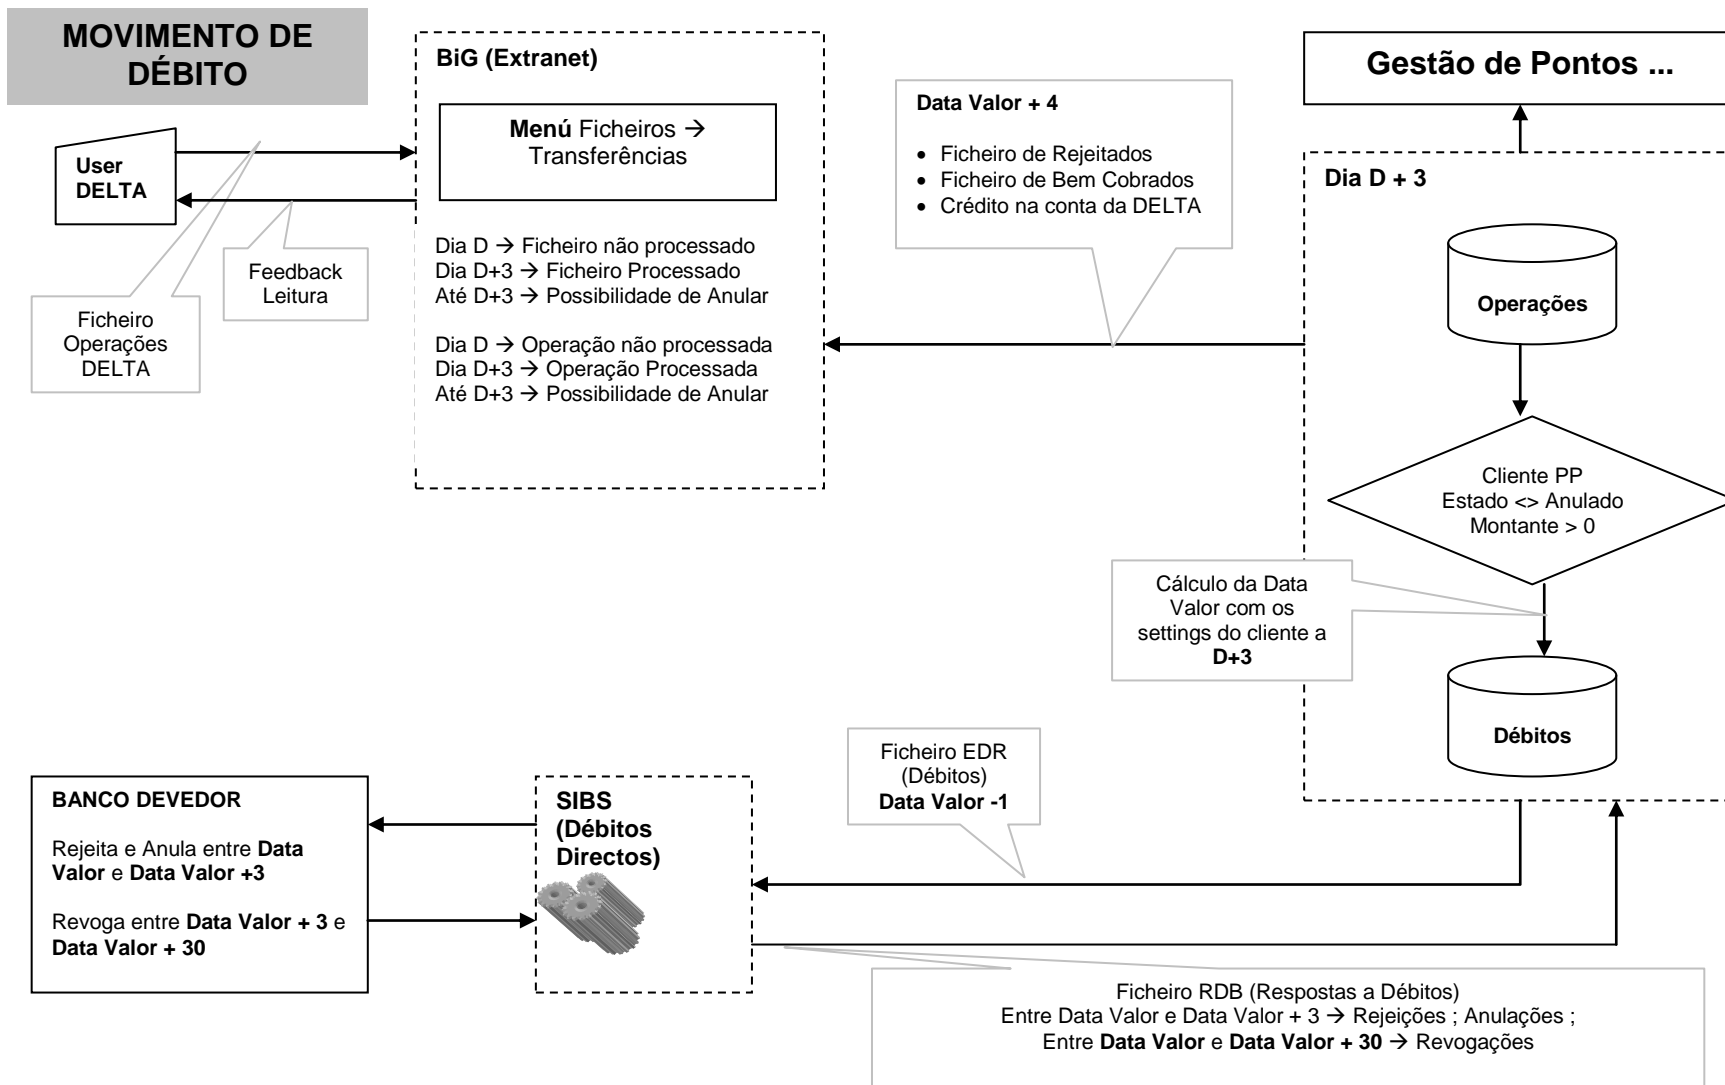 MOVIMENTO DE
DÉBITO
User
DELTA
Ficheiro
Operações
DELTA
Feedback
Leitura
BiG (Extranet)
Menú Ficheiros →
Transferências
Dia D → Ficheiro não processado
Dia D+3 → Ficheiro Processado
Até D+3 → Possibilidade de Anular
Dia D → Operação não processada
Dia D+3 → Operação Processada
Até D+3 → Possibilidade de Anular
Data Valor + 4
• Ficheiro de Rejeitados
• Ficheiro de Bem Cobrados
• Crédito na conta da DELTA
Gestão de Pontos ...
Dia D + 3
Operações
Cliente PP
Estado <> Anulado
Montante > 0
Cálculo da Data
Valor com os
settings do cliente a
D+3
Débitos
Ficheiro EDR
(Débitos)
Data Valor -1
BANCO DEVEDOR
Rejeita e Anula entre Data
Valor e Data Valor +3
Revoga entre Data Valor + 3 e
Data Valor + 30
SIBS
(Débitos
Directos)
Ficheiro RDB (Respostas a Débitos)
Entre Data Valor e Data Valor + 3 → Rejeições ; Anulações ;
Entre Data Valor e Data Valor + 30 → Revogações